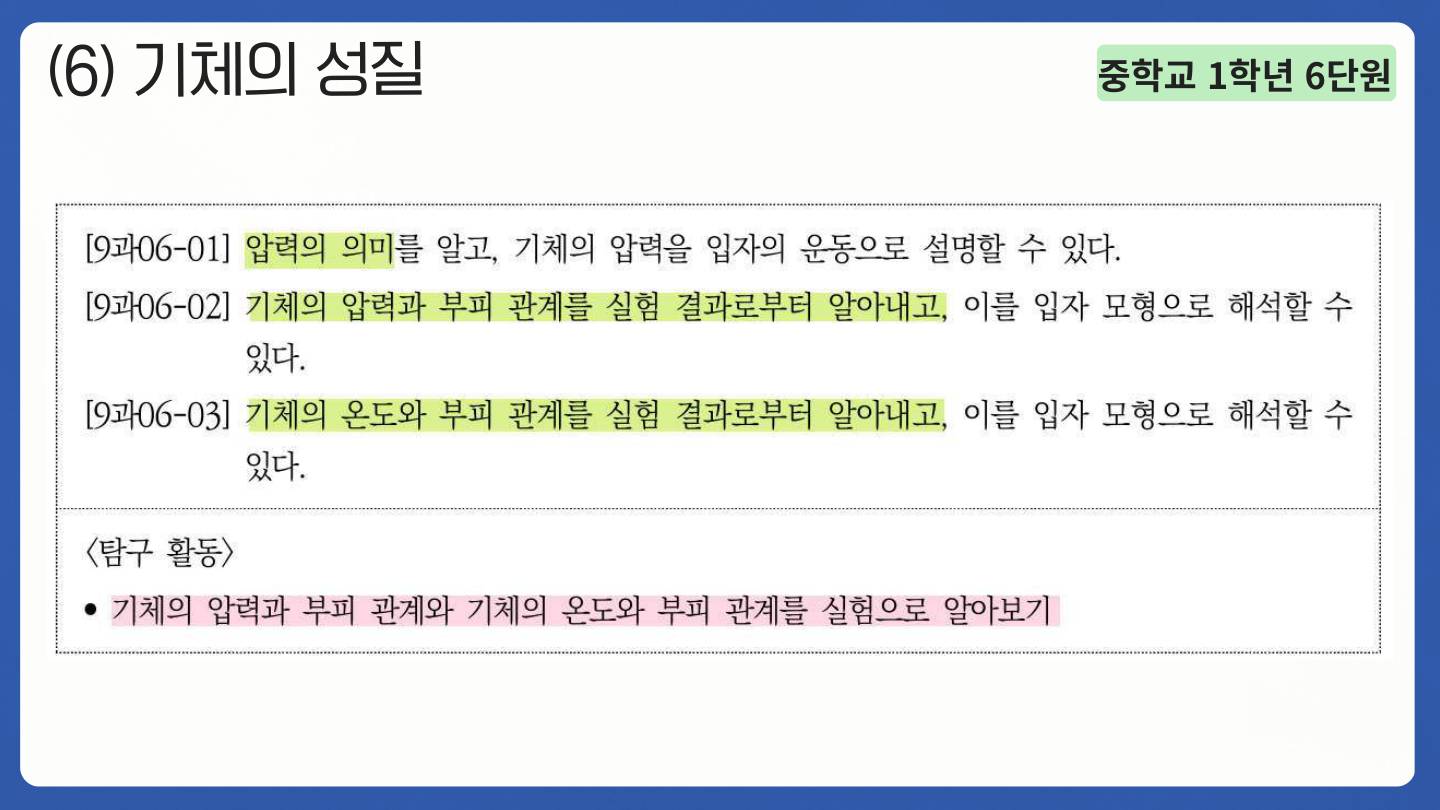 (6) 기체의 성질
중학교 1학년 6단원
[9과06-01] 압력의 의미를 알고, 기체의 압력을 입자의 운동으로 설명할 수 있다.
[9과06-02] 기체의 압력과 부피 관계를 실험 결과로부터 알아내고, 이를 입자 모형으로 해석할 수
있다.
[9과06-03] 기체의 온도와 부피 관계를 실험 결과로부터 알아내고, 이를 입자 모형으로 해석할 수
있다.
〈탐구 활동〉
• 기체의 압력과 부피 관계와 기체의 온도와 부피 관계를 실험으로 알아보기